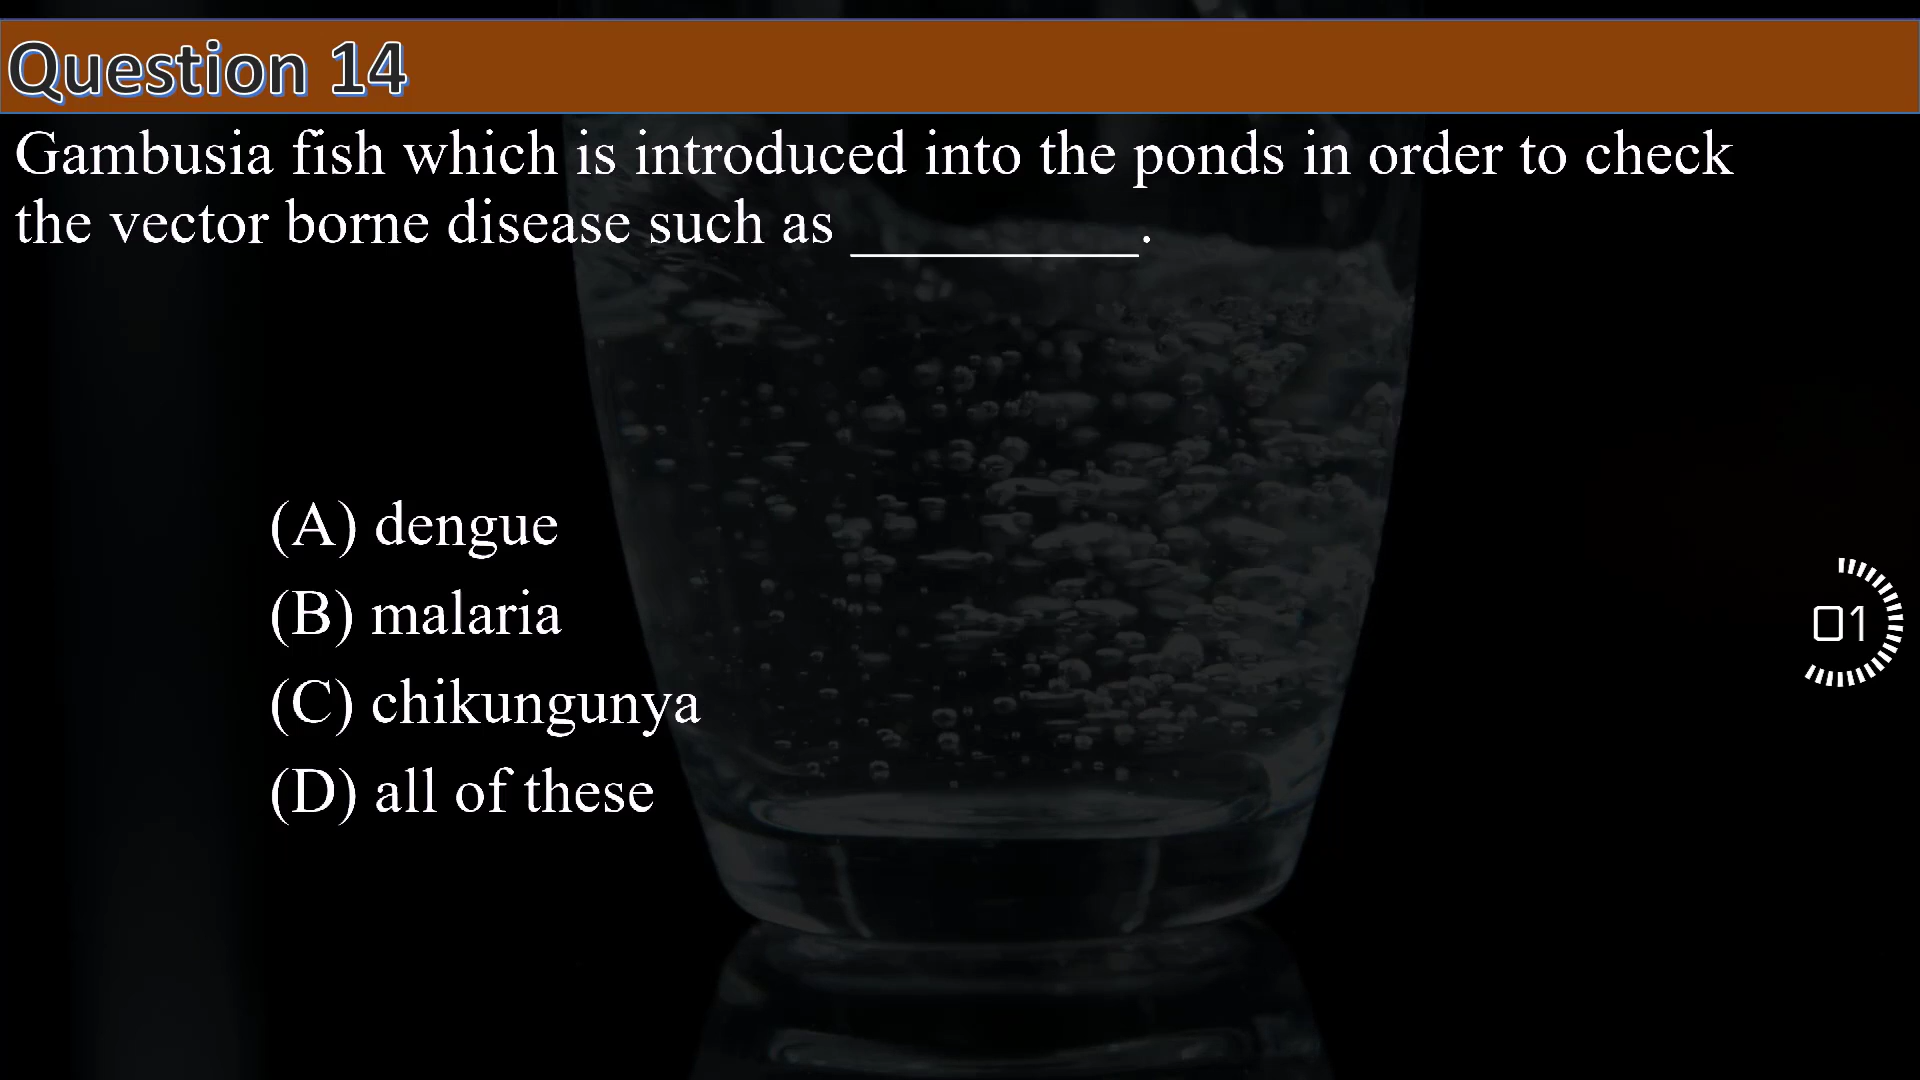 Question 14
Gambusia fish which is introduced into the ponds in order to check
the vector borne disease such as __________.
(A) dengue
(B) malaria
(C) chikungunya
(D) all of these
01